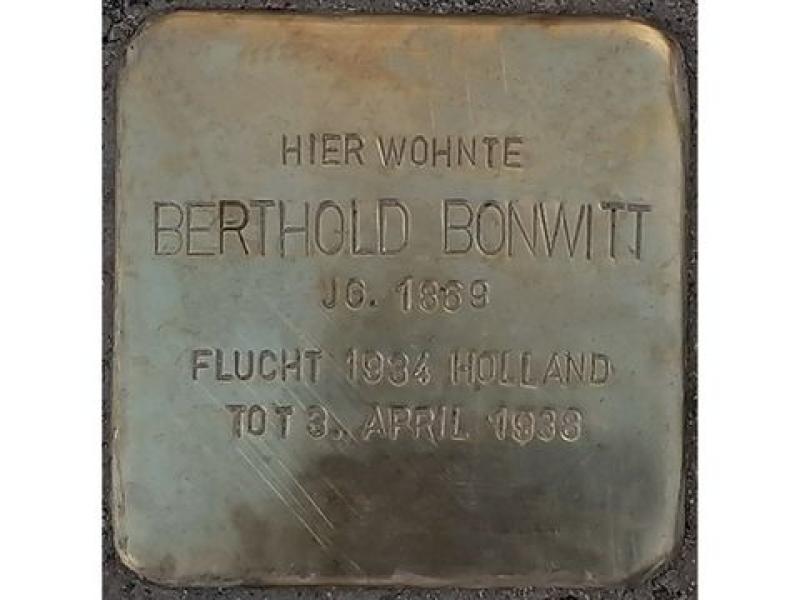 HIER WOHNTE
BERTHOLD BONWITT
JG. 1869
FLUCHT 1934 HOLLAND
TOT 3. APRIL 1938